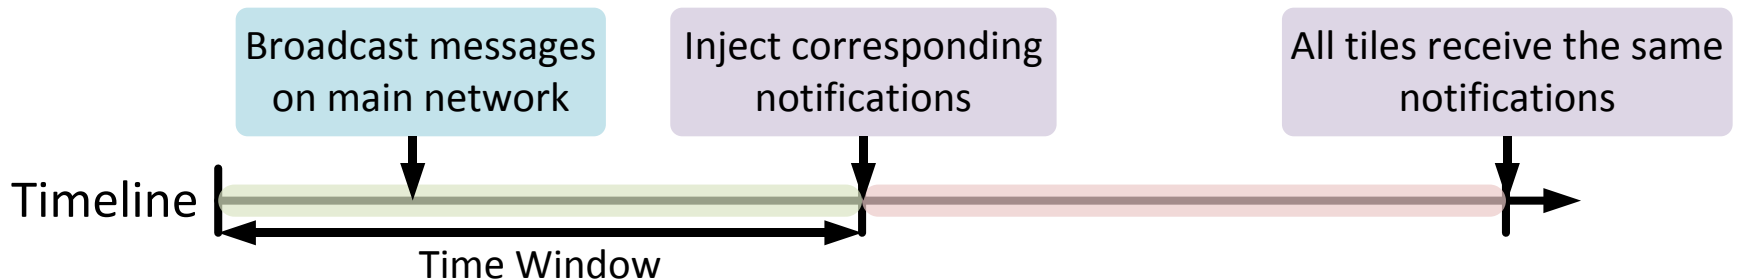 Broadcast messages
on main network
Inject corresponding
notifications
All tiles receive the same
notifications
Timeline
Time Window